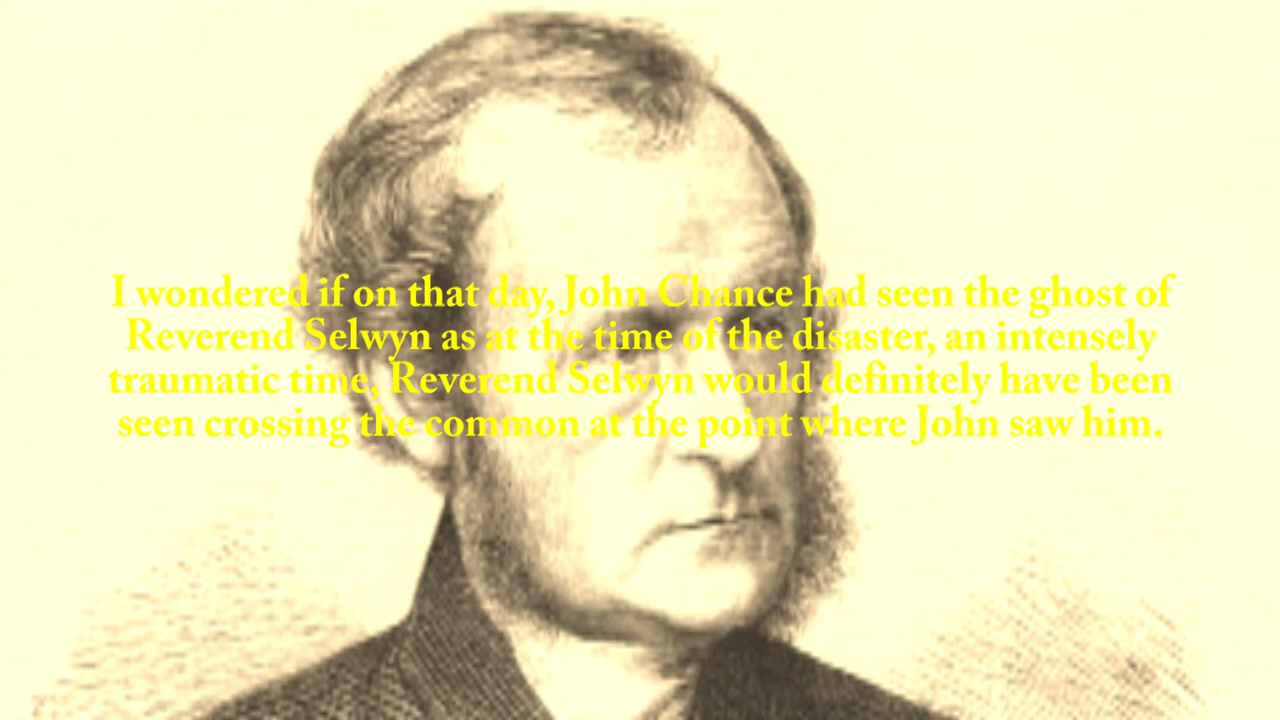 I wondered if on that day, John Chance had seen the ghost of
Reverend Selwyn as at the time of the disaster, an intensely
traumatic time, Reverend Selwyn would definitely have been
seen crossing the common at the point where John saw him.